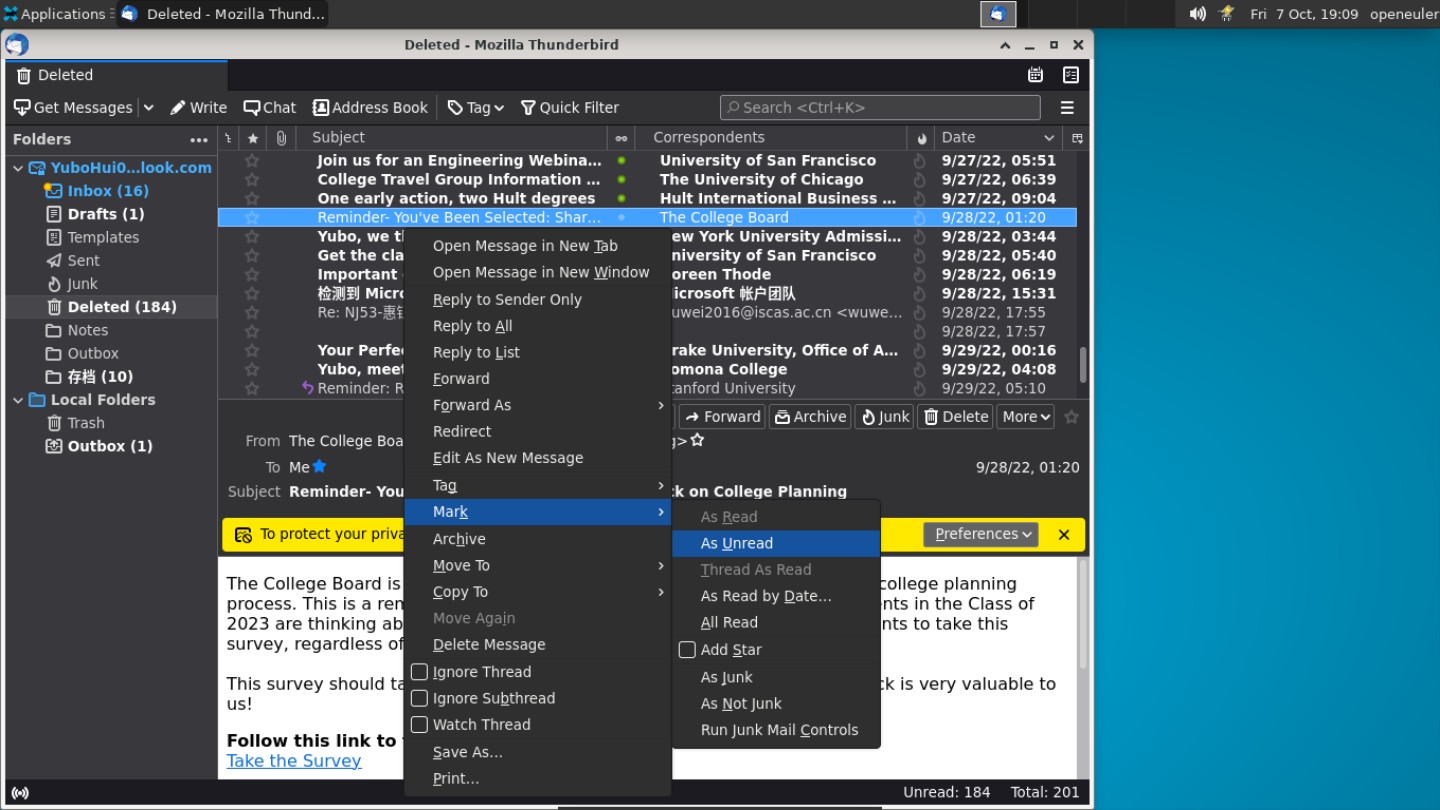 Applications
Deleted - Mozilla Thund...
Fri 7 Oct, 19:09
openeuler
Deleted - Mozilla Thunderbird
Deleted
Get Messages
Write
Chat
Address Book
Tag
Quick Filter
Search <Ctrl+K>
Folders
Subject
Correspondents
Date
YuboHui0...look.com
Inbox (16)
Drafts (1)
Templates
Sent
Junk
Deleted (184)
Notes
Outbox
存档 (10)
Local Folders
Trash
Outbox (1)
Join us for an Engineering Webina... University of San Francisco 9/27/22, 05:51
College Travel Group Information ... The University of Chicago 9/27/22, 06:39
One early action, two Hult degrees Hult International Business ... 9/27/22, 09:04
Reminder- You've Been Selected: Shar... The College Board 9/28/22, 01:20
Yubo, we ew York University Admissi... 9/28/22, 03:44
Get the cla niversity of San Francisco 9/28/22, 05:40
Important oreen Thode 9/28/22, 06:19
检测到 Micro icrosoft 帐户团队 9/28/22, 15:31
Re: NJ53-惠 uwei2016@iscas.ac.cn <wuwe... 9/28/22, 17:55
9/28/22, 17:57
Your Perfe rake University, Office of A... 9/29/22, 00:16
Yubo, mee omona College 9/29/22, 04:08
Reminder: R tanford University 9/29/22, 05:10
Forward
Archive
Junk
Delete
More
From The College Boa g>
To Me 9/28/22, 01:20
Subject Reminder- You k on College Planning
To protect your priva
Preferences
The College Board is college planning
process. This is a ren nts in the Class of
2023 are thinking ab nts to take this
survey, regardless of
This survey should ta ck is very valuable to
us!
Follow this link to
Take the Survey
Open Message in New Tab
Open Message in New Window
Reply to Sender Only
Reply to All
Reply to List
Forward
Forward As
Redirect
Edit As New Message
Tag
Mark
Archive
Move To
Copy To
Move Again
Delete Message
Ignore Thread
Ignore Subthread
Watch Thread
Save As...
Print...
As Read
As Unread
Thread As Read
As Read by Date...
All Read
Add Star
As Junk
As Not Junk
Run Junk Mail Controls
Unread: 184 Total: 201